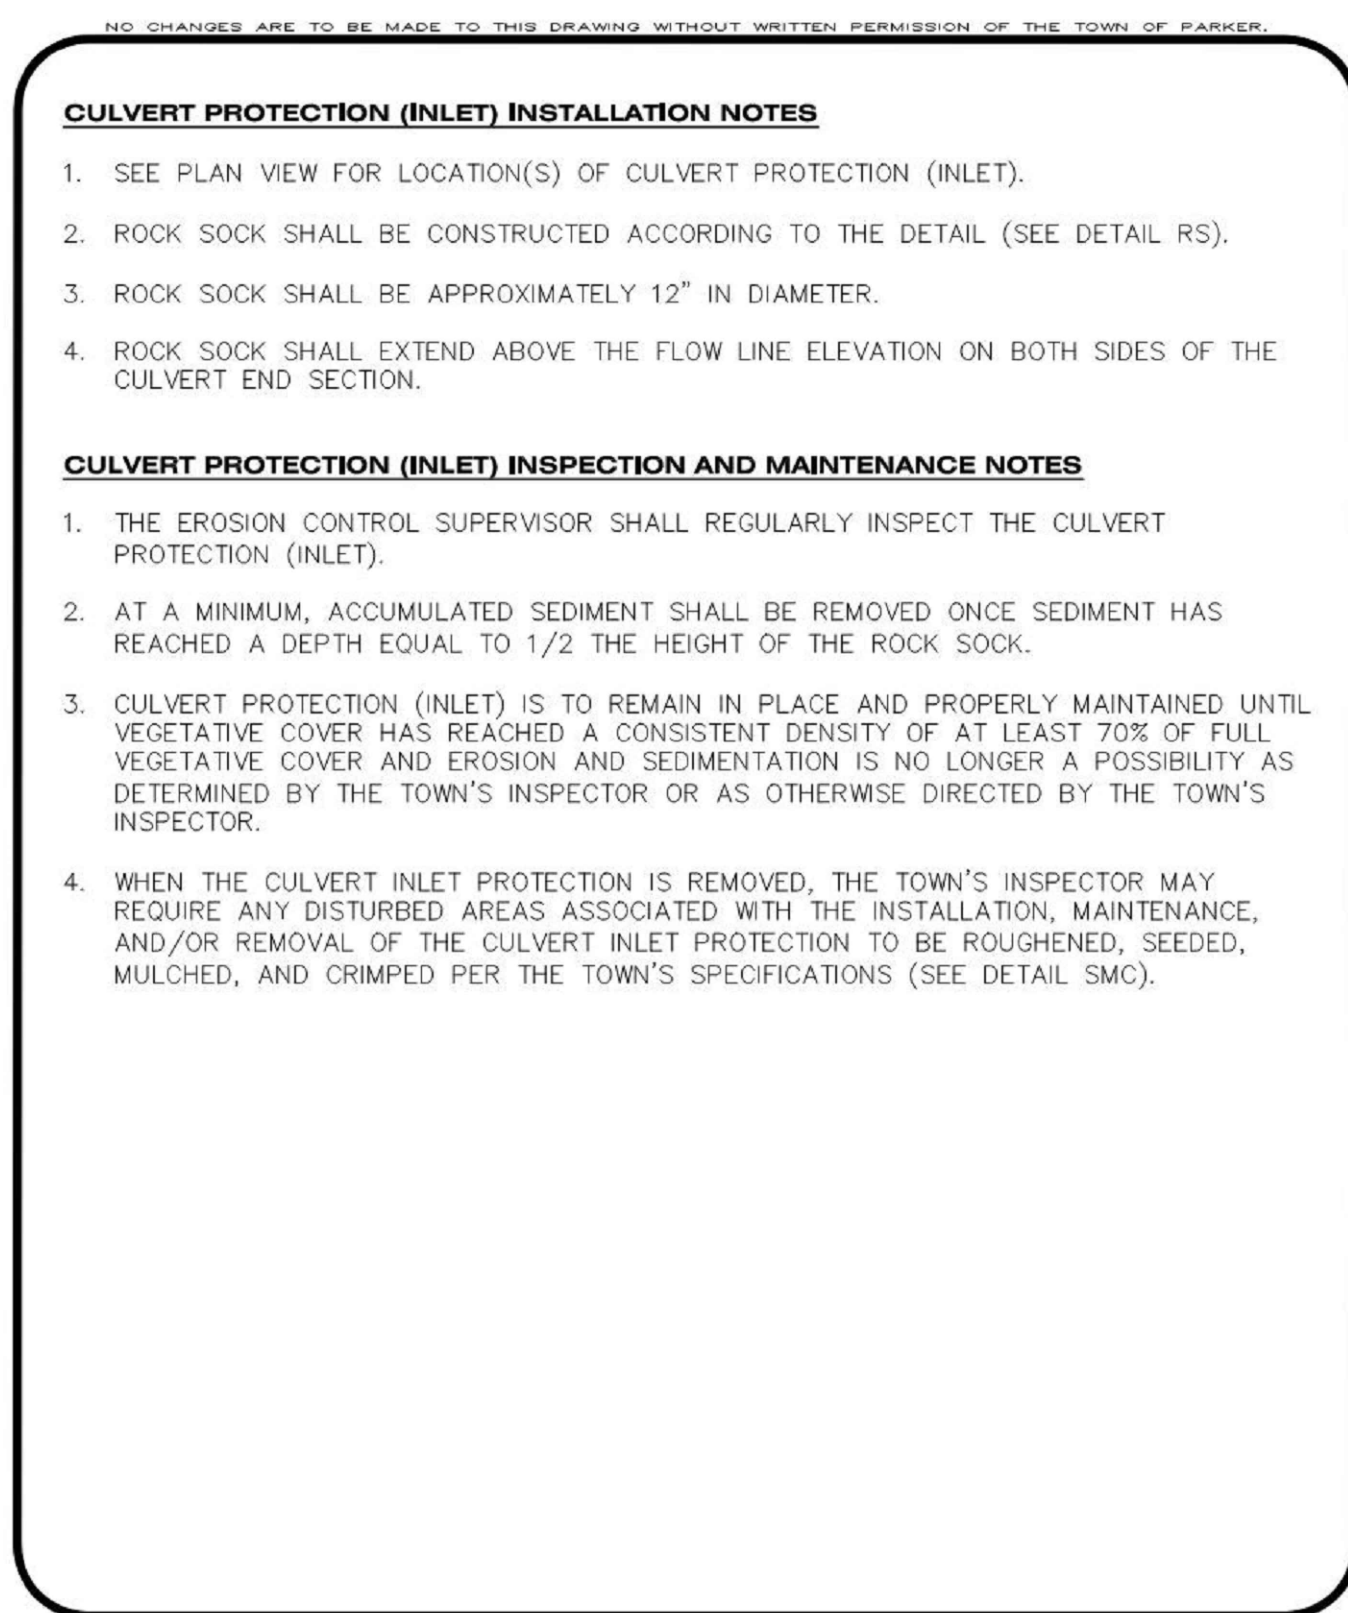 NO CHANGES ARE TO BE MADE TO THIS DRAWING WITHOUT WRITTEN PERMISSION OF THE TOWN OF PARKER.
CULVERT PROTECTION (INLET) INSTALLATION NOTES
1. SEE PLAN VIEW FOR LOCATION(S) OF CULVERT PROTECTION (INLET).
2. ROCK SOCK SHALL BE CONSTRUCTED ACCORDING TO THE DETAIL (SEE DETAIL RS).
3. ROCK SOCK SHALL BE APPROXIMATELY 12" IN DIAMETER.
4. ROCK SOCK SHALL EXTEND ABOVE THE FLOW LINE ELEVATION ON BOTH SIDES OF THE
CULVERT END SECTION.
CULVERT PROTECTION (INLET) INSPECTION AND MAINTENANCE NOTES
1. THE EROSION CONTROL SUPERVISOR SHALL REGULARLY INSPECT THE CULVERT
PROTECTION (INLET).
2. AT A MINIMUM, ACCUMULATED SEDIMENT SHALL BE REMOVED ONCE SEDIMENT HAS
REACHED A DEPTH EQUAL TO 1/2 THE HEIGHT OF THE ROCK SOCK.
3. CULVERT PROTECTION (INLET) IS TO REMAIN IN PLACE AND PROPERLY MAINTAINED UNTIL
VEGETATIVE COVER HAS REACHED A CONSISTENT DENSITY OF AT LEAST 70% OF FULL
VEGETATIVE COVER AND EROSION AND SEDIMENTATION IS NO LONGER A POSSIBILITY AS
DETERMINED BY THE TOWN'S INSPECTOR OR AS OTHERWISE DIRECTED BY THE TOWN'S
INSPECTOR.
4. WHEN THE CULVERT INLET PROTECTION IS REMOVED, THE TOWN'S INSPECTOR MAY
REQUIRE ANY DISTURBED AREAS ASSOCIATED WITH THE INSTALLATION, MAINTENANCE,
AND/OR REMOVAL OF THE CULVERT INLET PROTECTION TO BE ROUGHENED, SEEDED,
MULCHED, AND CRIMPED PER THE TOWN'S SPECIFICATIONS (SEE DETAIL SMC).